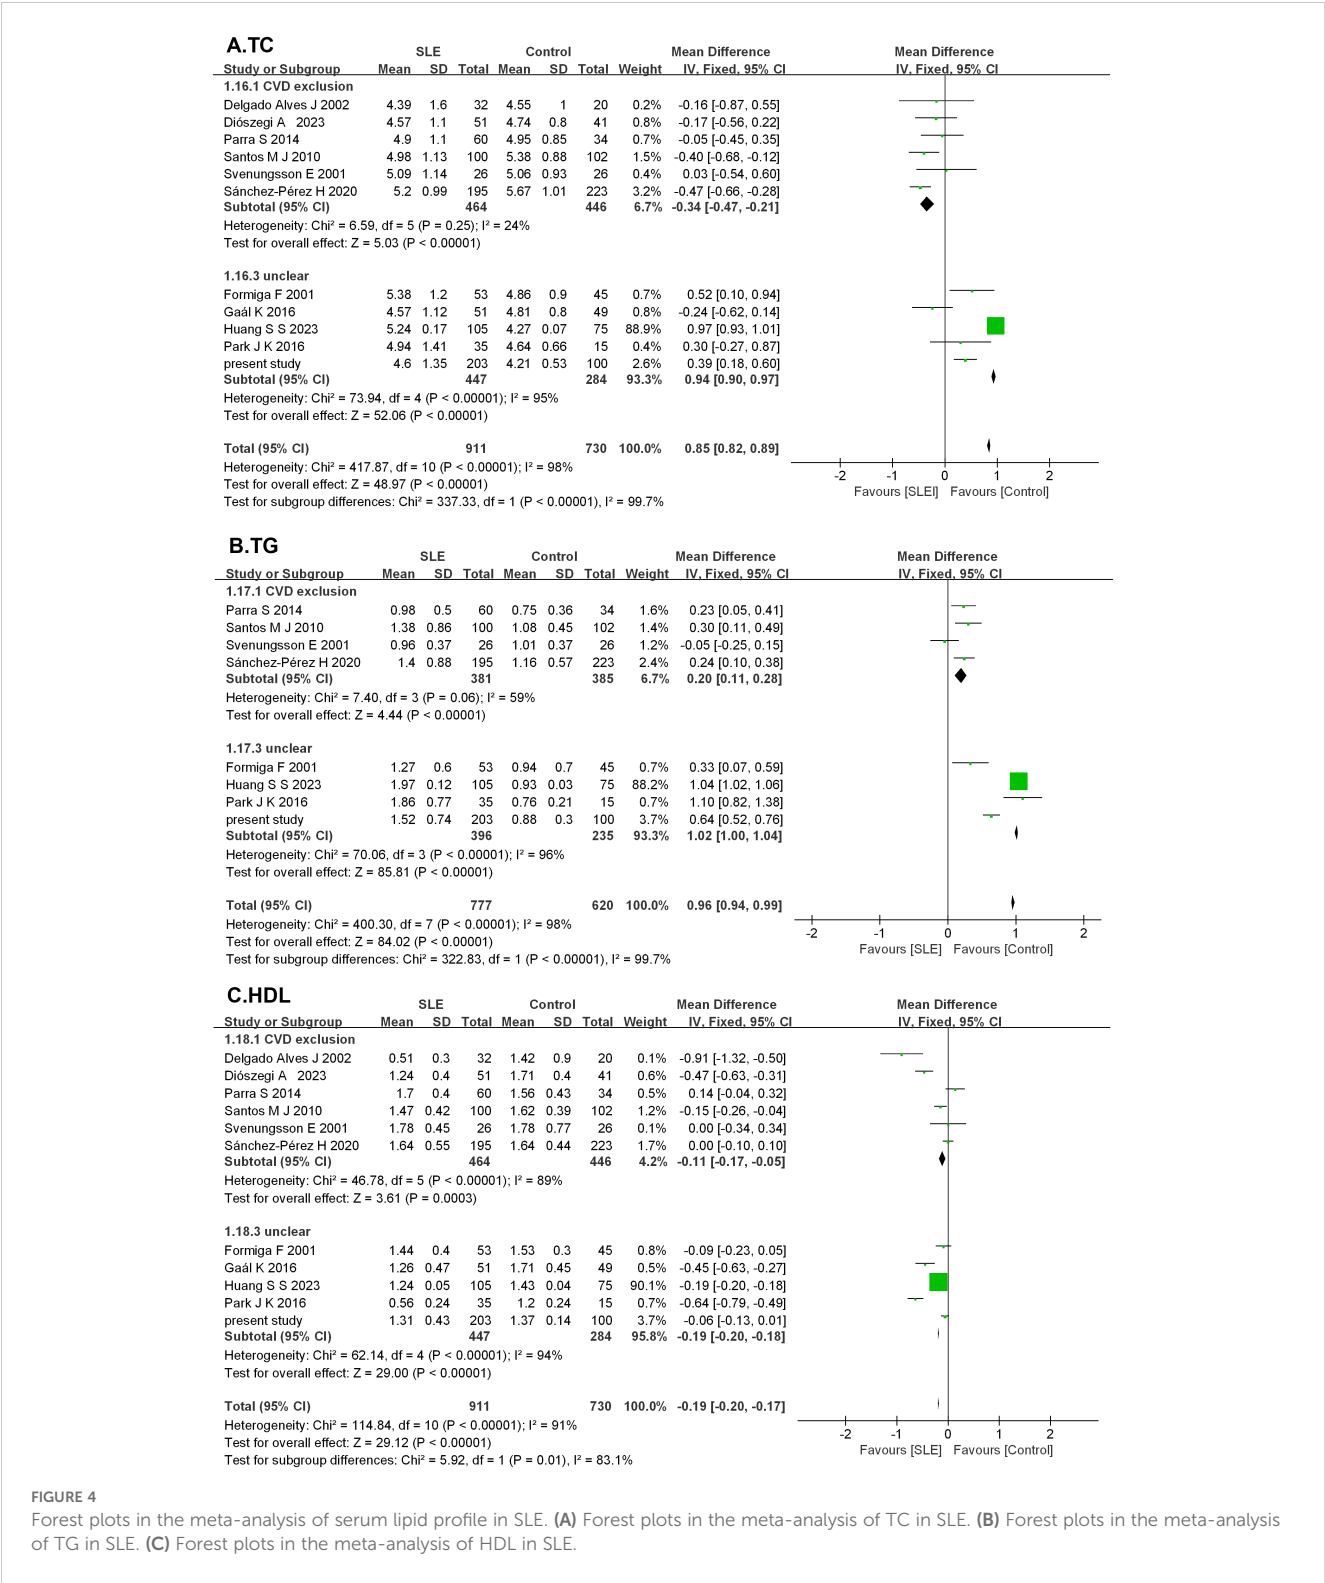 A.TC
SLE Control Mean Difference Mean Difference
Study or Subgroup Mean SD Total Mean SD Total Weight IV, Fixed, 95% CI IV, Fixed, 95% CI
1.16.1 CVD exclusion
Delgado Alves J 2002 4.39 1.6 32 4.55 1 20 0.2% -0.16 [-0.87, 0.55]
Diószegi A 2023 4.57 1.1 51 4.74 0.8 41 0.8% -0.17 [-0.56, 0.22]
Parra S 2014 4.9 1.1 60 4.95 0.85 34 0.7% -0.05 [-0.45, 0.35]
Santos M J 2010 4.98 1.13 100 5.38 0.88 102 1.5% -0.40 [-0.68, -0.12]
Svenungsson E 2001 5.09 1.14 26 5.06 0.93 26 0.4% 0.03 [-0.54, 0.60]
Sánchez-Pérez H 2020 5.2 0.99 195 5.67 1.01 223 3.2% -0.47 [-0.66, -0.28]
Subtotal (95% CI) 464 446 6.7% -0.34 [-0.47, -0.21]
Heterogeneity: Chi² = 6.59, df = 5 (P = 0.25); I² = 24%
Test for overall effect: Z = 5.03 (P < 0.00001)
1.16.3 unclear
Formiga F 2001 5.38 1.2 53 4.86 0.9 45 0.7% 0.52 [0.10, 0.94]
Gaál K 2016 4.57 1.12 51 4.81 0.8 49 0.8% -0.24 [-0.62, 0.14]
Huang S S 2023 5.24 0.17 105 4.27 0.07 75 88.9% 0.97 [0.93, 1.01]
Park J K 2016 4.94 1.41 35 4.64 0.66 15 0.4% 0.30 [-0.27, 0.87]
present study 4.6 1.35 203 4.21 0.53 100 2.6% 0.39 [0.18, 0.60]
Subtotal (95% CI) 447 284 93.3% 0.94 [0.90, 0.97]
Heterogeneity: Chi² = 73.94, df = 4 (P < 0.00001); I² = 95%
Test for overall effect: Z = 52.06 (P < 0.00001)
Total (95% CI) 911 730 100.0% 0.85 [0.82, 0.89]
Heterogeneity: Chi² = 417.87, df = 10 (P < 0.00001); I² = 98%
Test for overall effect: Z = 48.97 (P < 0.00001)
Test for subgroup differences: Chi² = 337.33, df = 1 (P < 0.00001), I² = 99.7%
-2 -1 0 1 2
Favours [SLEI] Favours [Control]
B.TG
SLE Control Mean Difference Mean Difference
Study or Subgroup Mean SD Total Mean SD Total Weight IV, Fixed, 95% CI IV, Fixed, 95% CI
1.17.1 CVD exclusion
Parra S 2014 0.98 0.5 60 0.75 0.36 34 1.6% 0.23 [0.05, 0.41]
Santos M J 2010 1.38 0.86 100 1.08 0.45 102 1.4% 0.30 [0.11, 0.49]
Svenungsson E 2001 0.96 0.37 26 1.01 0.37 26 1.2% -0.05 [-0.25, 0.15]
Sánchez-Pérez H 2020 1.4 0.88 195 1.16 0.57 223 2.4% 0.24 [0.10, 0.38]
Subtotal (95% CI) 381 385 6.7% 0.20 [0.11, 0.28]
Heterogeneity: Chi² = 7.40, df = 3 (P = 0.06); I² = 59%
Test for overall effect: Z = 4.44 (P < 0.00001)
1.17.3 unclear
Formiga F 2001 1.27 0.6 53 0.94 0.7 45 0.7% 0.33 [0.07, 0.59]
Huang S S 2023 1.97 0.12 105 0.93 0.03 75 88.2% 1.04 [1.02, 1.06]
Park J K 2016 1.86 0.77 35 0.76 0.21 15 0.7% 1.10 [0.82, 1.38]
present study 1.52 0.74 203 0.88 0.3 100 3.7% 0.64 [0.52, 0.76]
Subtotal (95% CI) 396 235 93.3% 1.02 [1.00, 1.04]
Heterogeneity: Chi² = 70.06, df = 3 (P < 0.00001); I² = 96%
Test for overall effect: Z = 85.81 (P < 0.00001)
Total (95% CI) 777 620 100.0% 0.96 [0.94, 0.99]
Heterogeneity: Chi² = 400.30, df = 7 (P < 0.00001); I² = 98%
Test for overall effect: Z = 84.02 (P < 0.00001)
Test for subgroup differences: Chi² = 322.83, df = 1 (P < 0.00001), I² = 99.7%
-2 -1 0 1 2
Favours [SLE] Favours [Control]
C.HDL
SLE Control Mean Difference Mean Difference
Study or Subgroup Mean SD Total Mean SD Total Weight IV, Fixed, 95% CI IV, Fixed, 95% CI
1.18.1 CVD exclusion
Delgado Alves J 2002 0.51 0.3 32 1.42 0.9 20 0.1% -0.91 [-1.32, -0.50]
Diószegi A 2023 1.24 0.4 51 1.71 0.4 41 0.6% -0.47 [-0.63, -0.31]
Parra S 2014 1.7 0.4 60 1.56 0.43 34 0.5% 0.14 [-0.04, 0.32]
Santos M J 2010 1.47 0.42 100 1.62 0.39 102 1.2% -0.15 [-0.26, -0.04]
Svenungsson E 2001 1.78 0.45 26 1.78 0.77 26 0.1% 0.00 [-0.34, 0.34]
Sánchez-Pérez H 2020 1.64 0.55 195 1.64 0.44 223 1.7% 0.00 [-0.10, 0.10]
Subtotal (95% CI) 464 446 4.2% -0.11 [-0.17, -0.05]
Heterogeneity: Chi² = 46.78, df = 5 (P < 0.00001); I² = 89%
Test for overall effect: Z = 3.61 (P = 0.0003)
1.18.3 unclear
Formiga F 2001 1.44 0.4 53 1.53 0.3 45 0.8% -0.09 [-0.23, 0.05]
Gaál K 2016 1.26 0.47 51 1.71 0.45 49 0.5% -0.45 [-0.63, -0.27]
Huang S S 2023 1.24 0.05 105 1.43 0.04 75 90.1% -0.19 [-0.20, -0.18]
Park J K 2016 0.56 0.24 35 1.2 0.24 15 0.7% -0.64 [-0.79, -0.49]
present study 1.31 0.43 203 1.37 0.14 100 3.7% -0.06 [-0.13, 0.01]
Subtotal (95% CI) 447 284 95.8% -0.19 [-0.20, -0.18]
Heterogeneity: Chi² = 62.14, df = 4 (P < 0.00001); I² = 94%
Test for overall effect: Z = 29.00 (P < 0.00001)
Total (95% CI) 911 730 100.0% -0.19 [-0.20, -0.17]
Heterogeneity: Chi² = 114.84, df = 10 (P < 0.00001); I² = 91%
Test for overall effect: Z = 29.12 (P < 0.00001)
Test for subgroup differences: Chi² = 5.92, df = 1 (P = 0.01), I² = 83.1%
-2 -1 0 1 2
Favours [SLE] Favours [Control]
FIGURE 4
Forest plots in the meta-analysis of serum lipid profile in SLE. (A) Forest plots in the meta-analysis of TC in SLE. (B) Forest plots in the meta-analysis
of TG in SLE. (C) Forest plots in the meta-analysis of HDL in SLE.